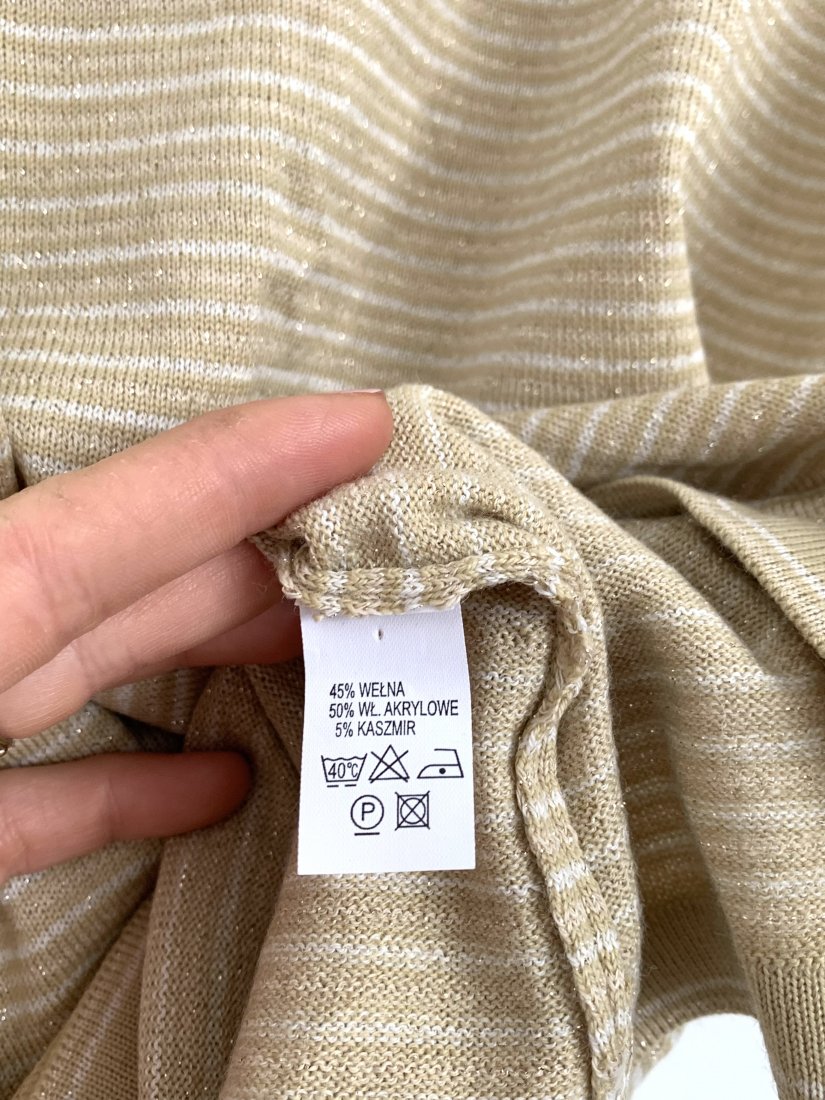 45% WEŁNA
50% WŁ. AKRYLOWE
5% KASZMIR
40°C
P